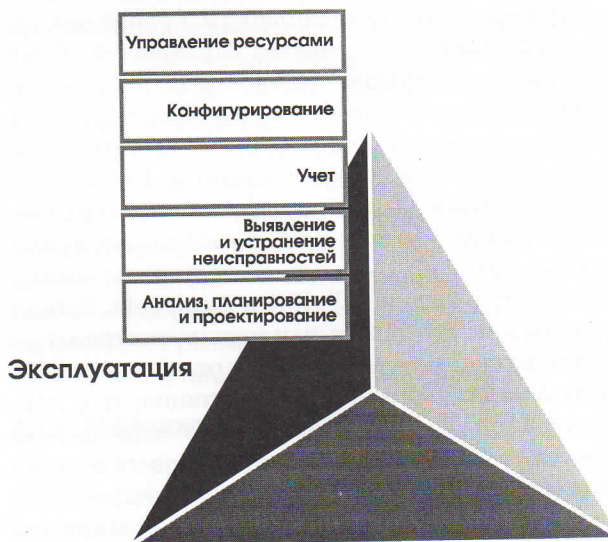 Управление ресурсами
Конфигурирование
Учет
Выявление
и устранение
неисправностей
Анализ, планирование
и проектирование
Эксплуатация